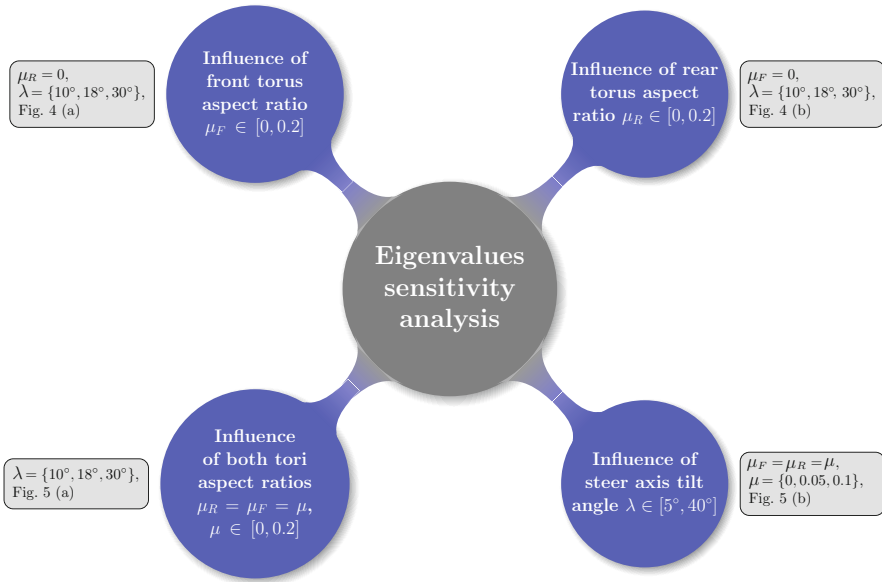 Influence of
front torus
aspect ratio
μ_F ∈ [0, 0.2]
μ_R = 0,
λ = {10°, 18°, 30°},
Fig. 4 (a)
Influence of rear
torus aspect
ratio μ_R ∈ [0, 0.2]
μ_F = 0,
λ = {10°, 18°, 30°},
Fig. 4 (b)
Eigenvalues
sensitivity
analysis
Influence
of both tori
aspect ratios
μ_R = μ_F = μ,
μ ∈ [0, 0.2]
λ = {10°, 18°, 30°},
Fig. 5 (a)
Influence of
steer axis tilt
angle λ ∈ [5°, 40°]
μ_F = μ_R = μ,
μ = {0, 0.05, 0.1},
Fig. 5 (b)